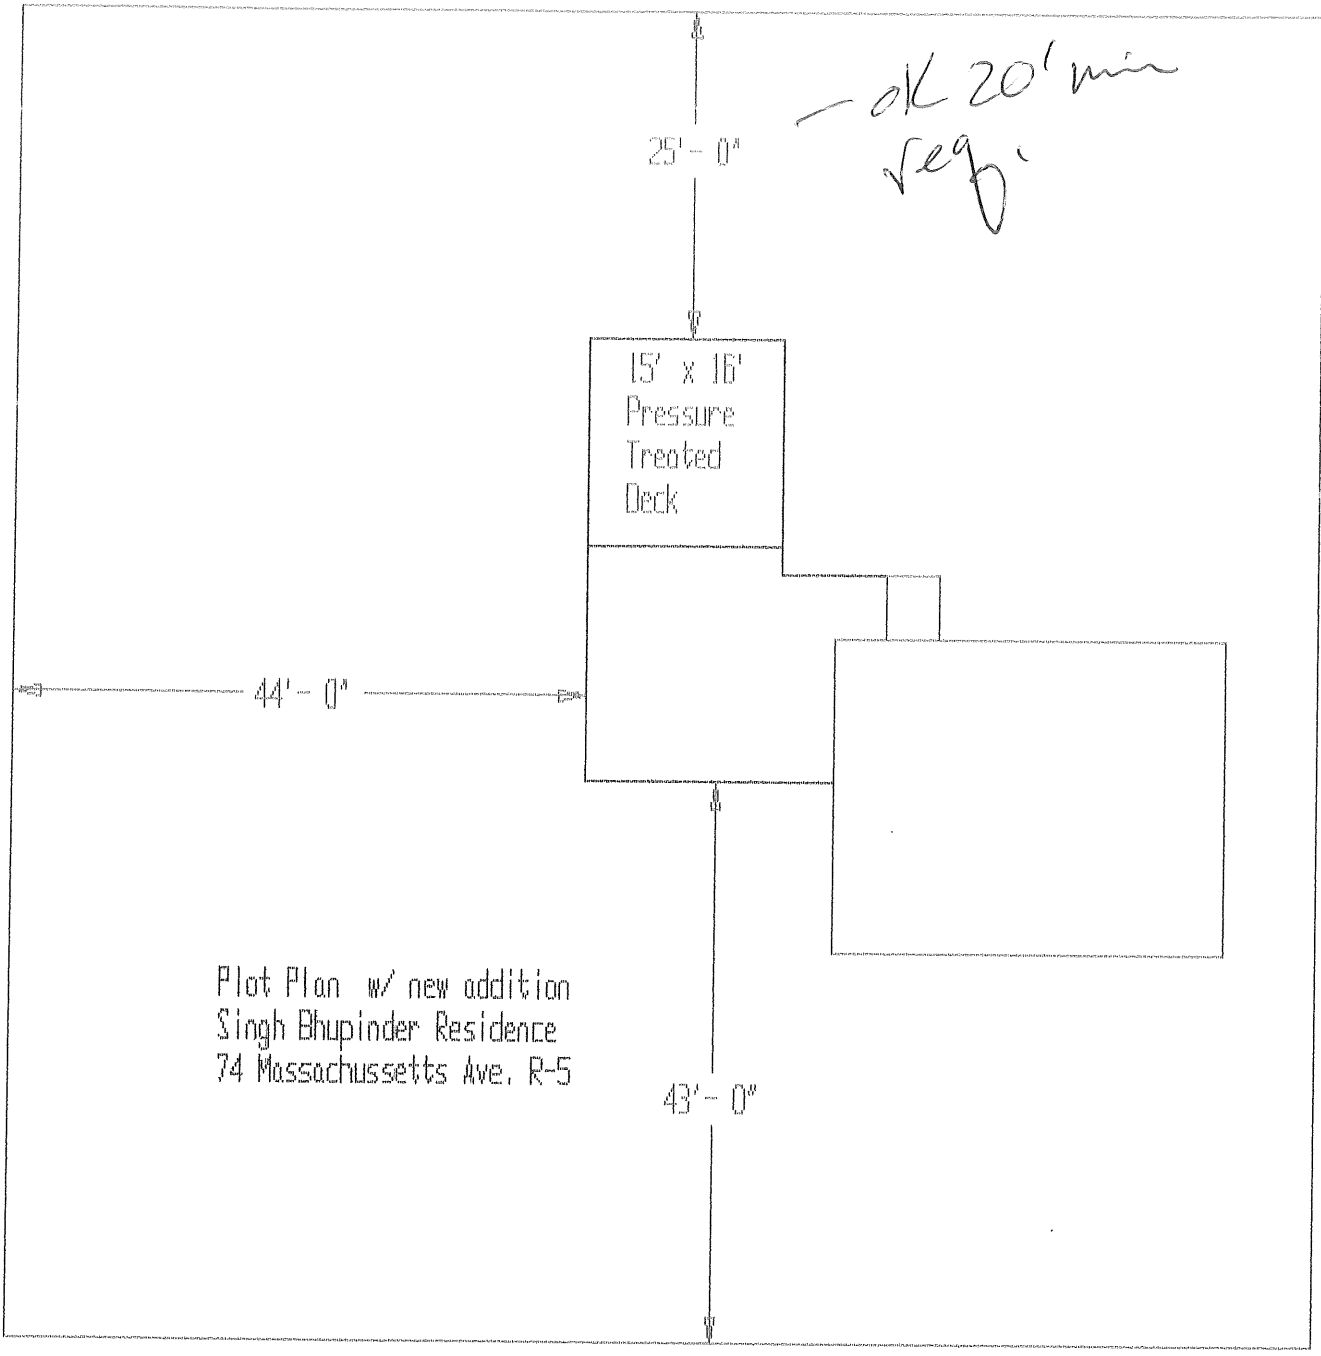 - OK 20' min
req.
25'- 0"
15' x 16'
Pressure
Treated
Deck
44'- 0"
Plot Plan w/ new addition
Singh Bhupinder Residence
74 Massachussetts Ave. R-5
43'- 0"